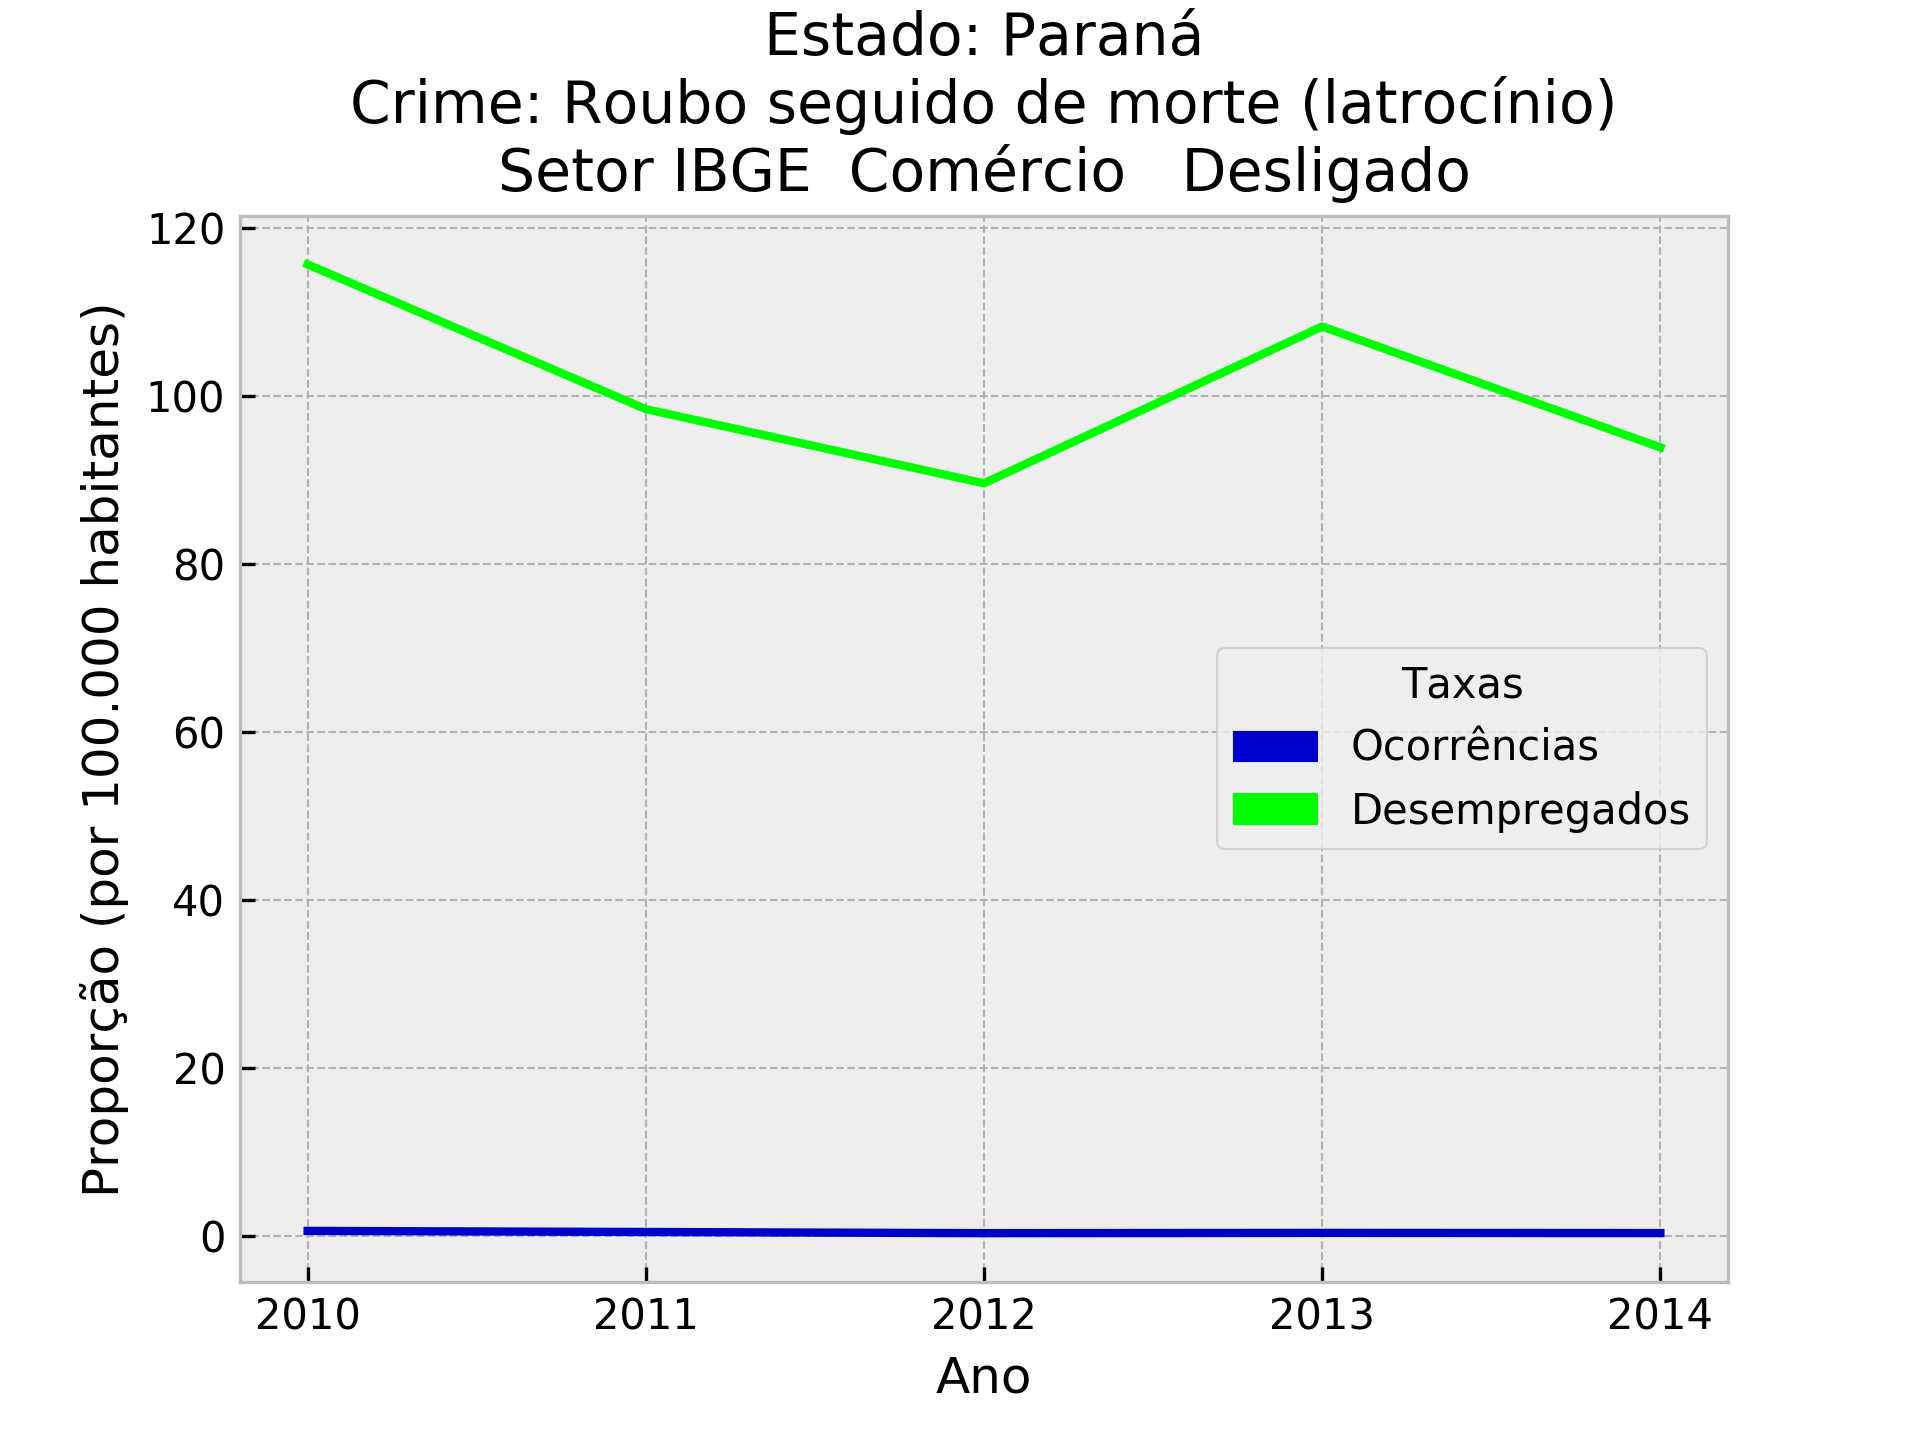 Estado: Paraná
Crime: Roubo seguido de morte (latrocínio)
Setor IBGE  Comércio   Desligado
Proporção (por 100.000 habitantes)
120
100
80
60
40
20
0
Taxas
Ocorrências
Desempregados
2010 2011 2012 2013 2014
Ano